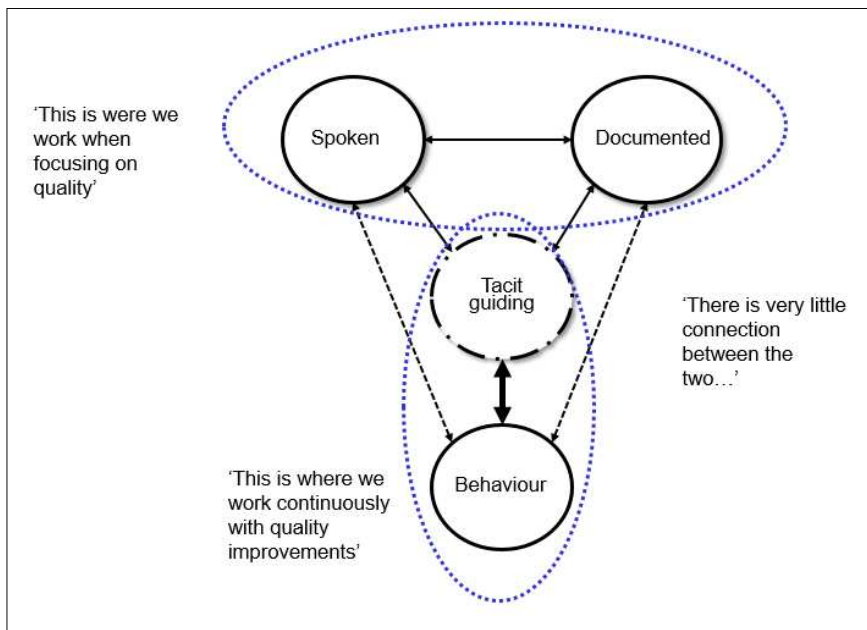 'This is were we
work when
focusing on
quality'
Spoken
Documented
Tacit
guiding
'There is very little
connection
between the
two…'
Behaviour
'This is where we
work continuously
with quality
improvements'